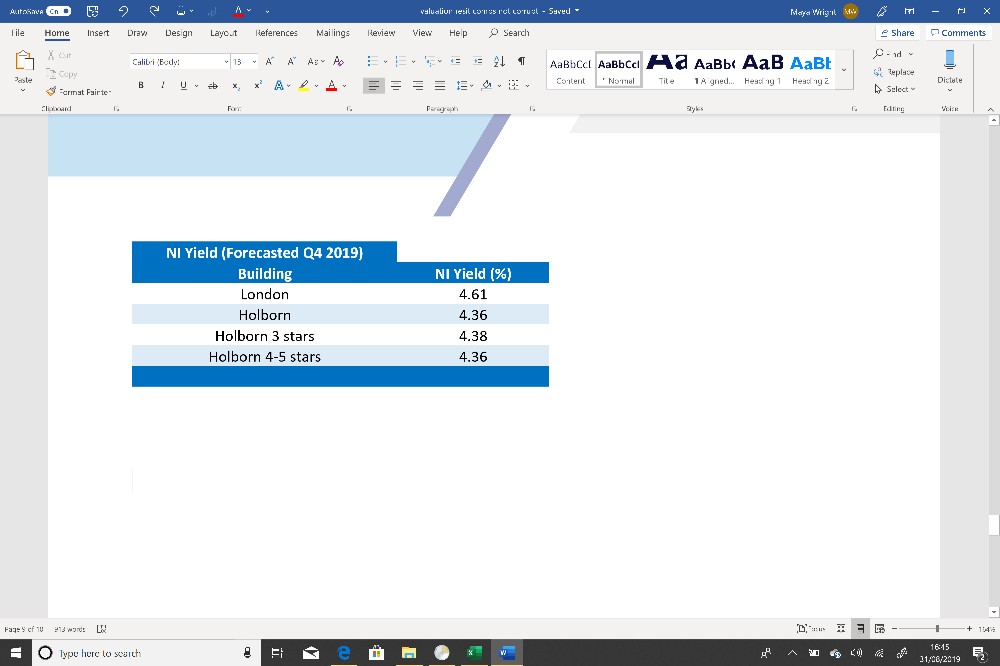 AutoSave On valuation resit comps not corrupt - Saved Maya Wright MW
File Home Insert Draw Design Layout References Mailings Review View Help Search Share Comments
Paste
Cut
Copy
Format Painter
Clipboard
Calibri (Body) 13
Font
Paragraph
AaBbCcD AaBbCcI Aa AaBb( AaB AaBb
Content ¶ Normal Title ¶ Aligned... Heading 1 Heading 2
Styles
Find
Replace
Select
Editing
Dictate
Voice
NI Yield (Forecasted Q4 2019)
Building NI Yield (%)
London 4.61
Holborn 4.36
Holborn 3 stars 4.38
Holborn 4-5 stars 4.36
Page 9 of 10 913 words Focus 164%
Type here to search
16:45
31/08/2019
2